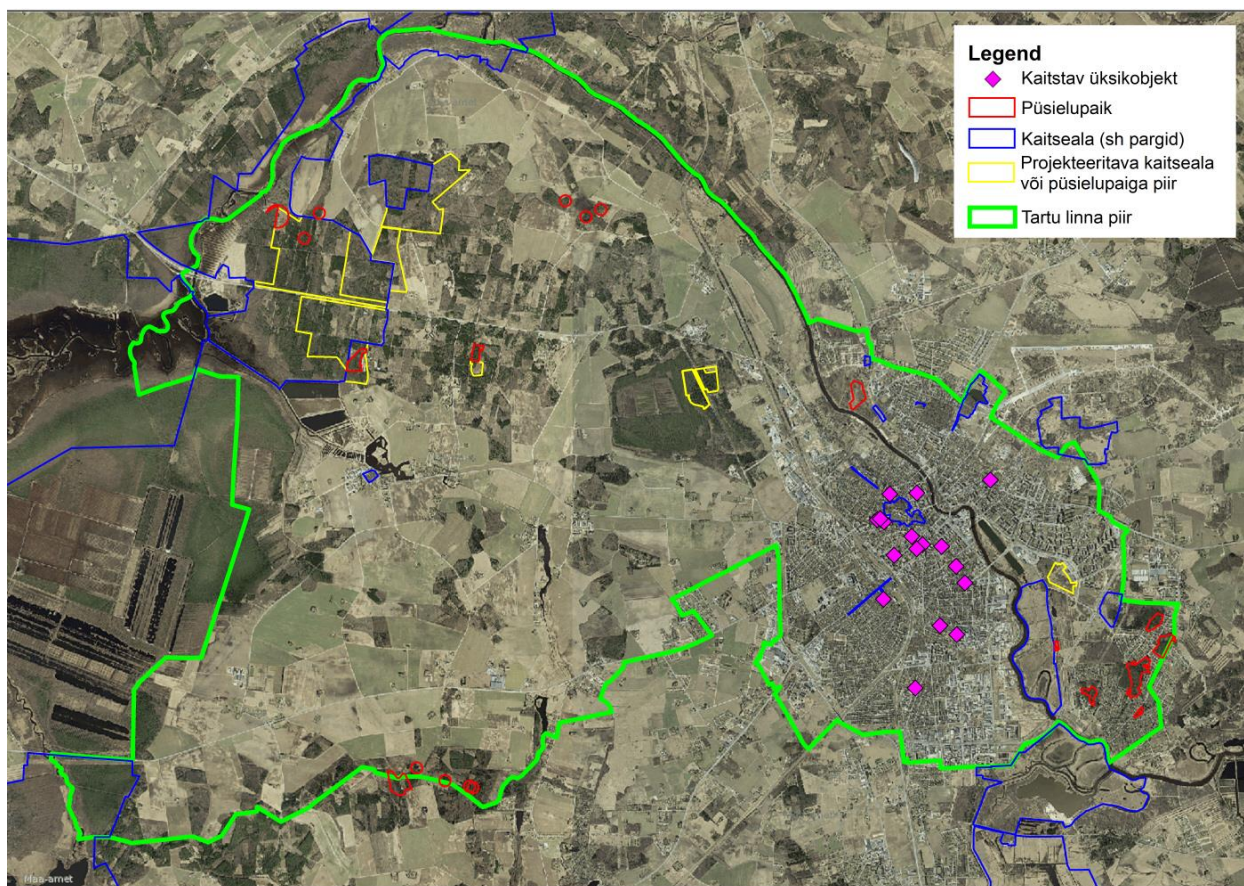 Legend
Kaitstav üksikobjekt
Püsielupaik
Kaitseala (sh pargid)
Projekteeritava kaitseala
või püsielupaiga piir
Tartu linna piir